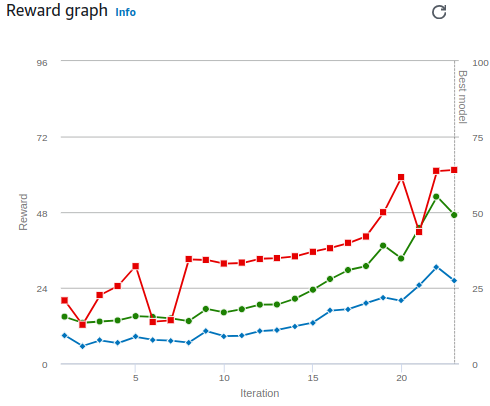 Reward graph Info
96 100
Best model
72 75
Reward
48 50
24 25
0 0
5 10 15 20
Iteration